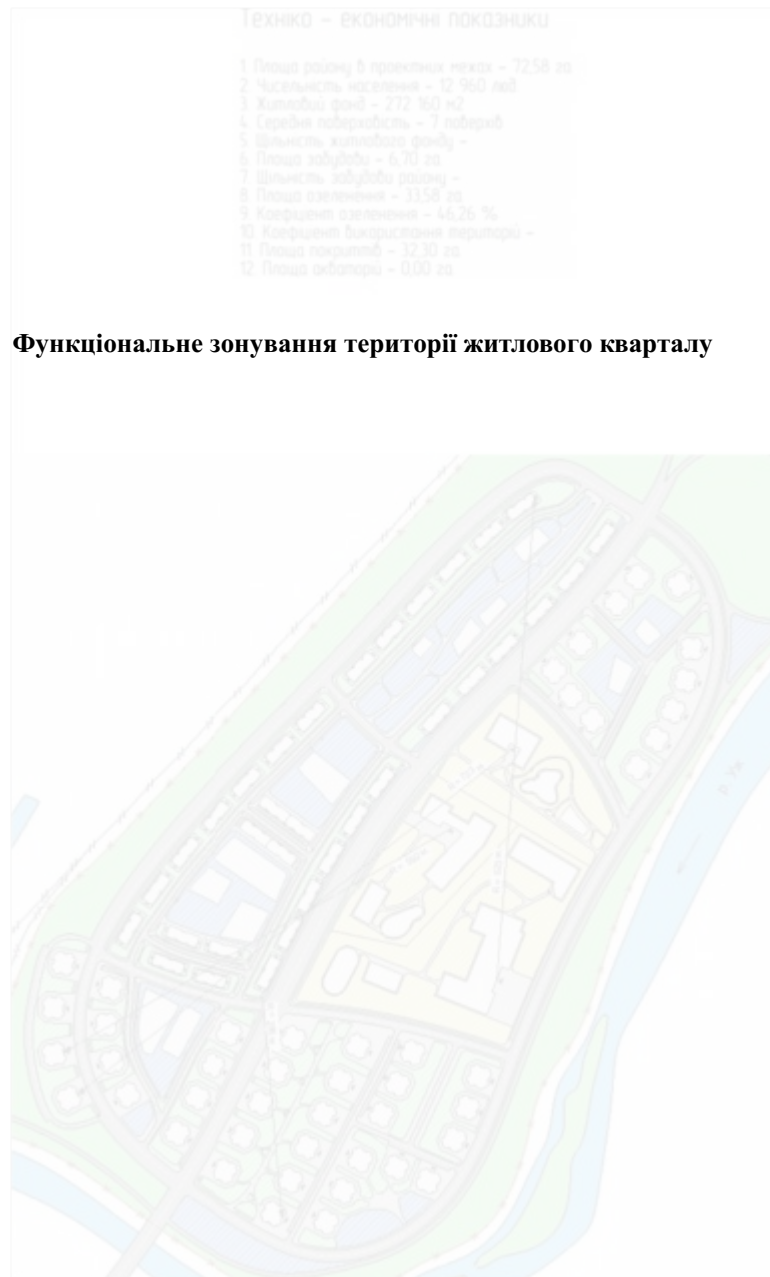 Техніко - економічні показники
1. Площа району в проектних межах - 72,58 га
2. Чисельність населення - 12 960 люд.
3. Житловий фонд - 272 160 м2
4. Середня поверховість - 7 поверхів
5. Щільність житлового фонду -
6. Площа забудови - 6,70 га
7. Щільність забудови району -
8. Площа озеленення - 33,58 га
9. Коефіцієнт озеленення - 46,26 %
10. Коефіцієнт використання територій -
11. Площа покриттів - 32,30 га
12. Площа акваторій - 0,00 га
Функціональне зонування території житлового кварталу
р. Уж